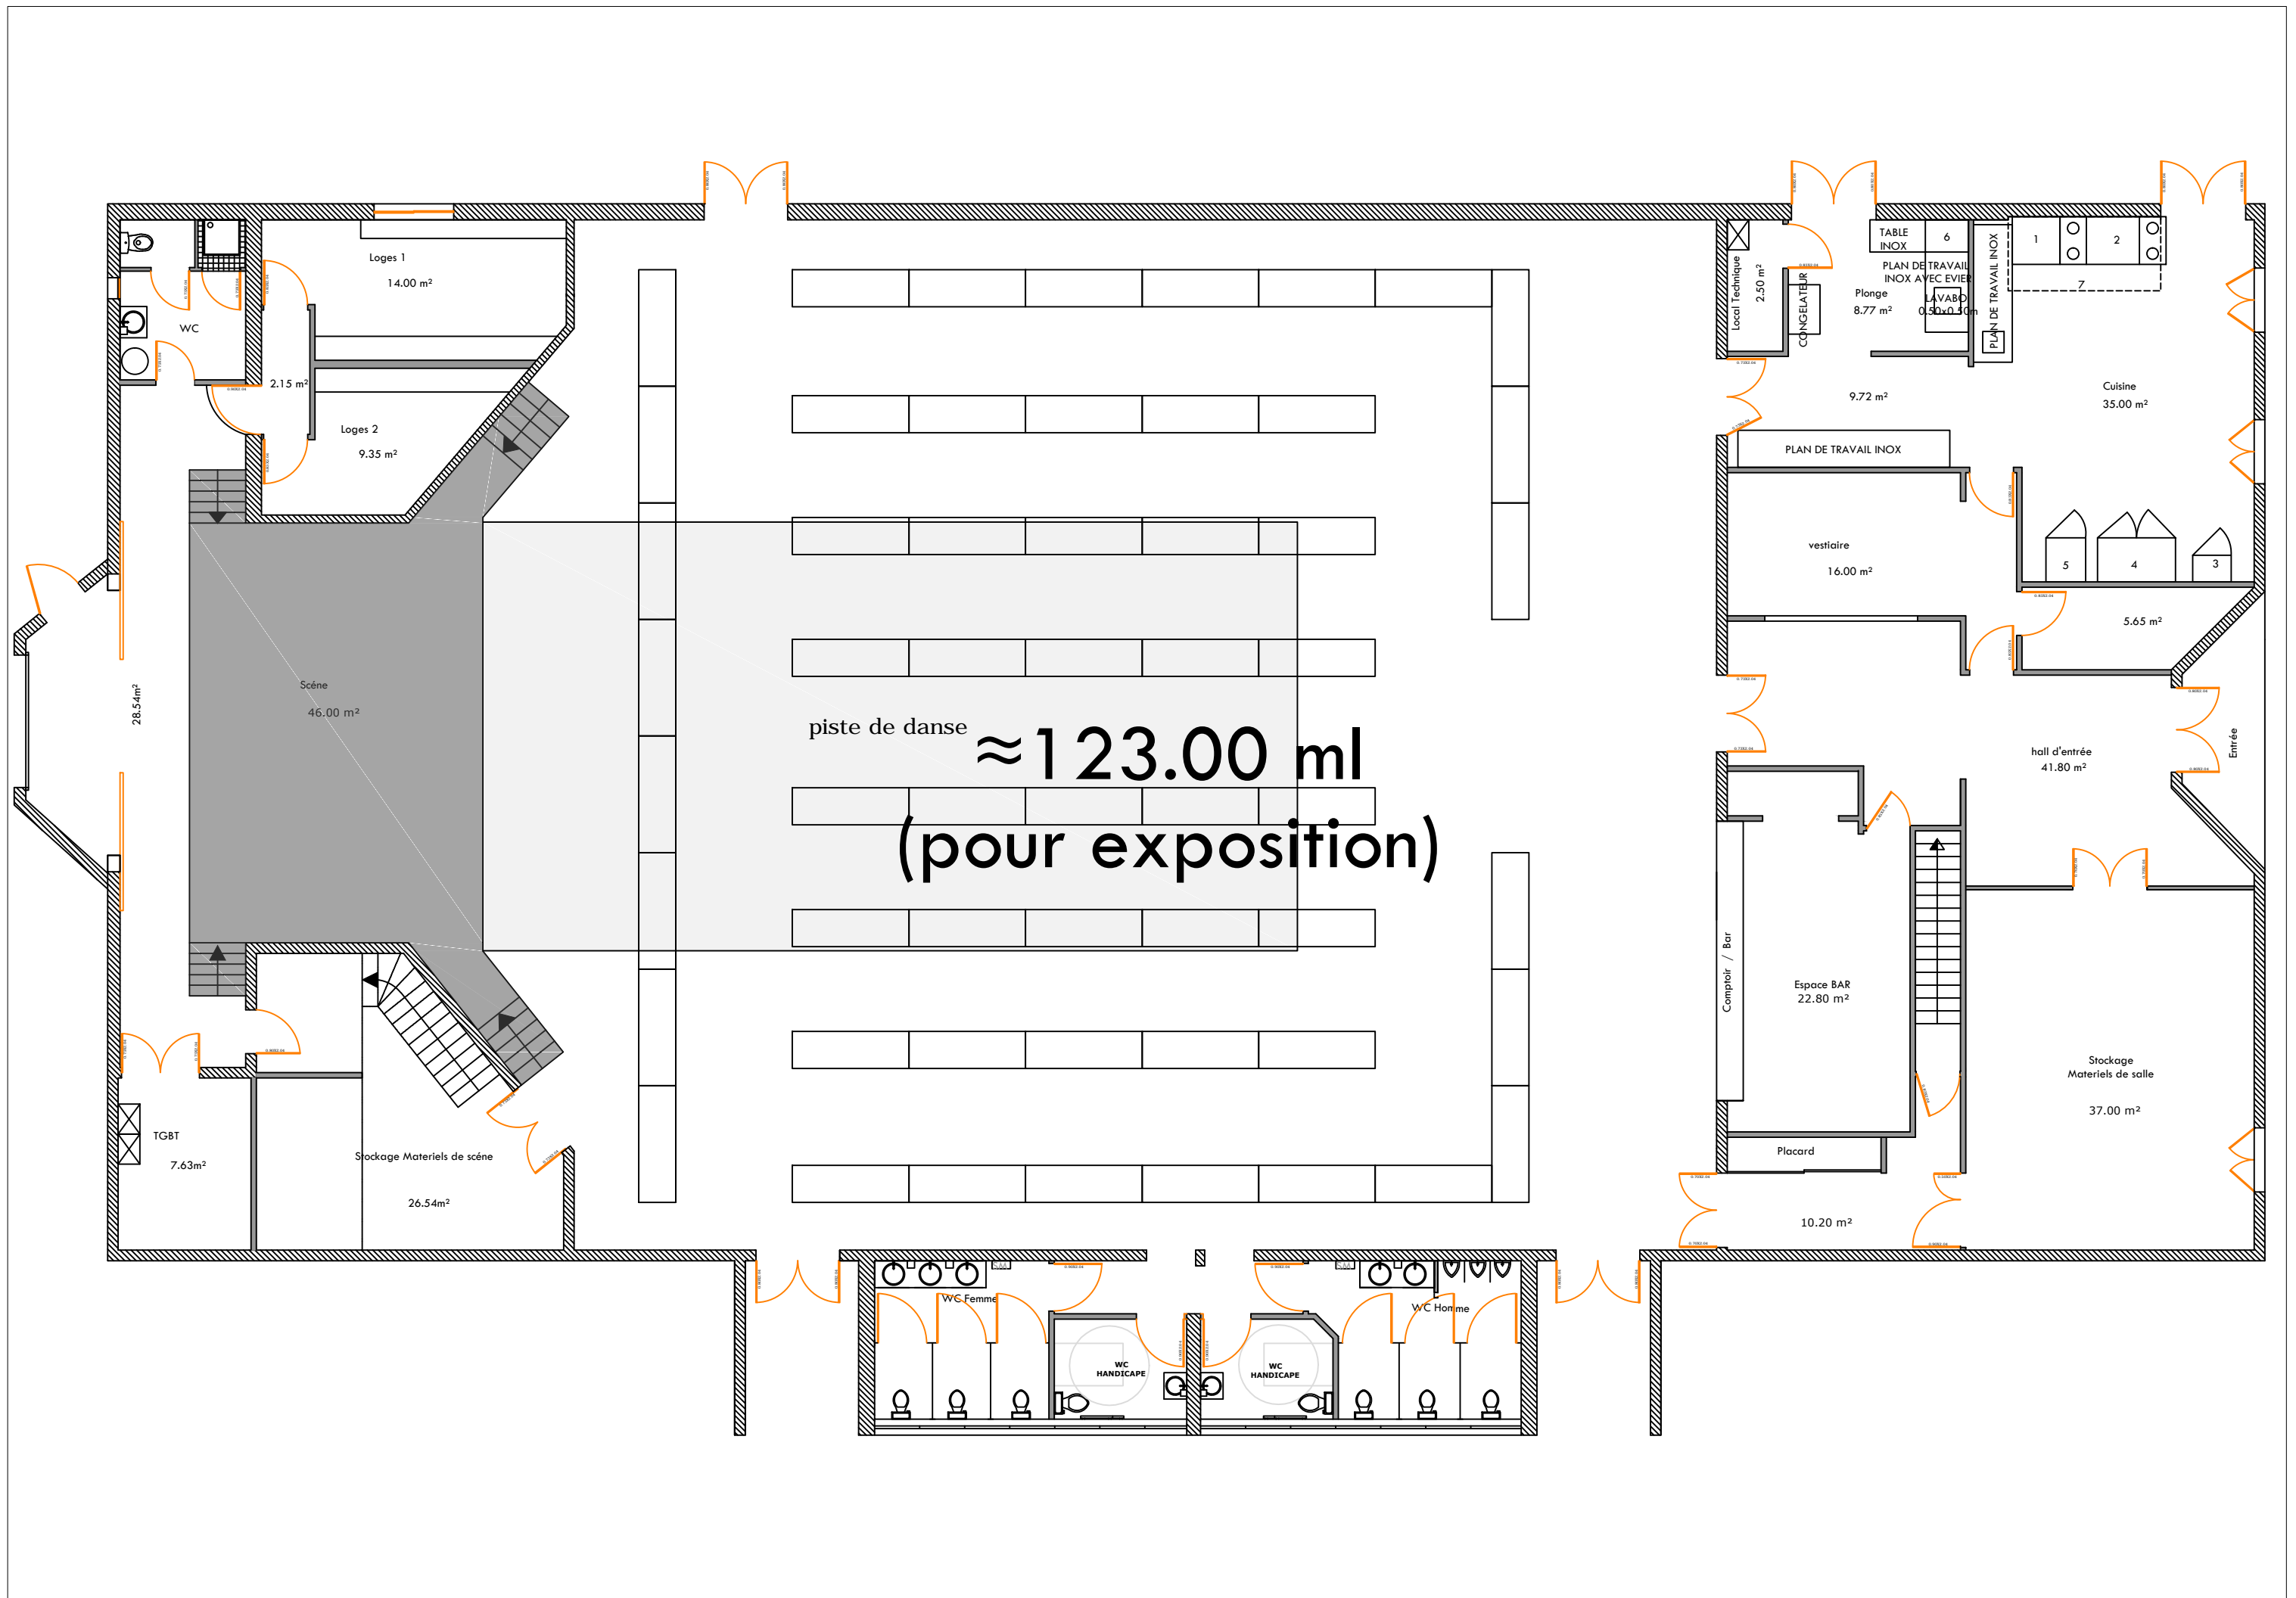 Loges 1
14.00 m²
WC
2.15 m²
Loges 2
9.35 m²
Scéne
46.00 m²
28.54m²
TGBT
7.63m²
Stockage Materiels de scéne
26.54m²
piste de danse
≈123.00 ml
(pour exposition)
Local Technique
2.50 m²
CONGELATEUR
TABLE
INOX
6
PLAN DE TRAVAIL
INOX AVEC EVIER
Plonge
8.77 m²
LAVABO
0.50x0.50m
PLAN DE TRAVAIL INOX
1
2
7
Cuisine
35.00 m²
9.72 m²
PLAN DE TRAVAIL INOX
vestiaire
16.00 m²
5
4
3
5.65 m²
hall d'entrée
41.80 m²
Entrée
Comptoir / Bar
Espace BAR
22.80 m²
Placard
10.20 m²
Stockage
Materiels de salle
37.00 m²
WC Femme
WC Homme
WC
HANDICAPE
WC
HANDICAPE